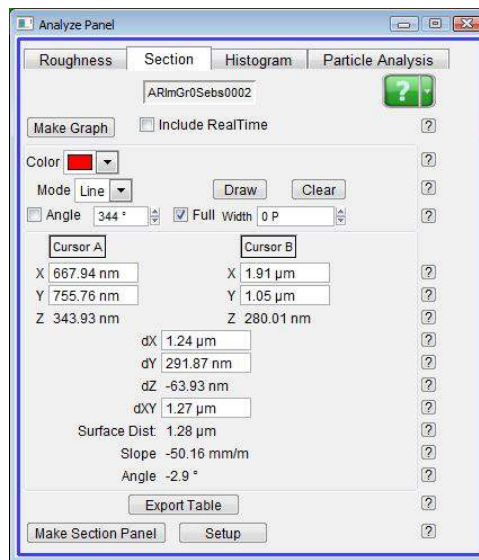 Analyze Panel
Roughness Section Histogram Particle Analysis
ARImGr0Sebs0002 ?
Make Graph Include RealTime ?
Color ?
Mode Line Draw Clear ?
Angle 344 ° Full Width 0 P ?
Cursor A Cursor B
X 667.94 nm X 1.91 µm ?
Y 755.76 nm Y 1.05 µm ?
Z 343.93 nm Z 280.01 nm ?
dX 1.24 µm ?
dY 291.87 nm ?
dZ -63.93 nm ?
dXY 1.27 µm ?
Surface Dist. 1.28 µm ?
Slope -50.16 mm/m ?
Angle -2.9 ° ?
Export Table ?
Make Section Panel Setup ?